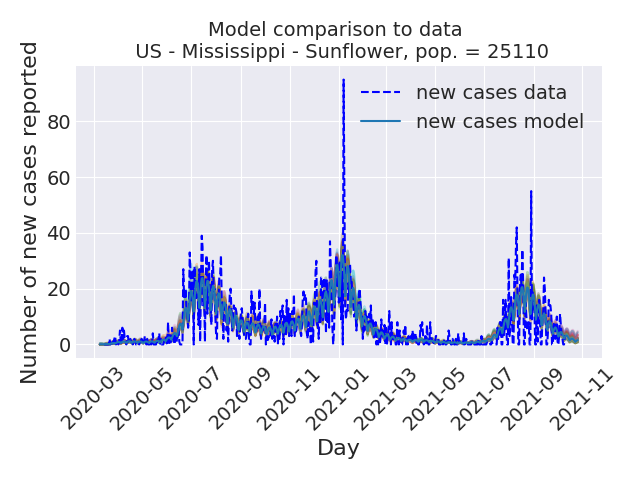 Model comparison to data
US - Mississippi - Sunflower, pop. = 25110
new cases data
new cases model
Number of new cases reported
80
60
40
20
0
2020-03
2020-05
2020-07
2020-09
2020-11
2021-01
2021-03
2021-05
2021-07
2021-09
2021-11
Day